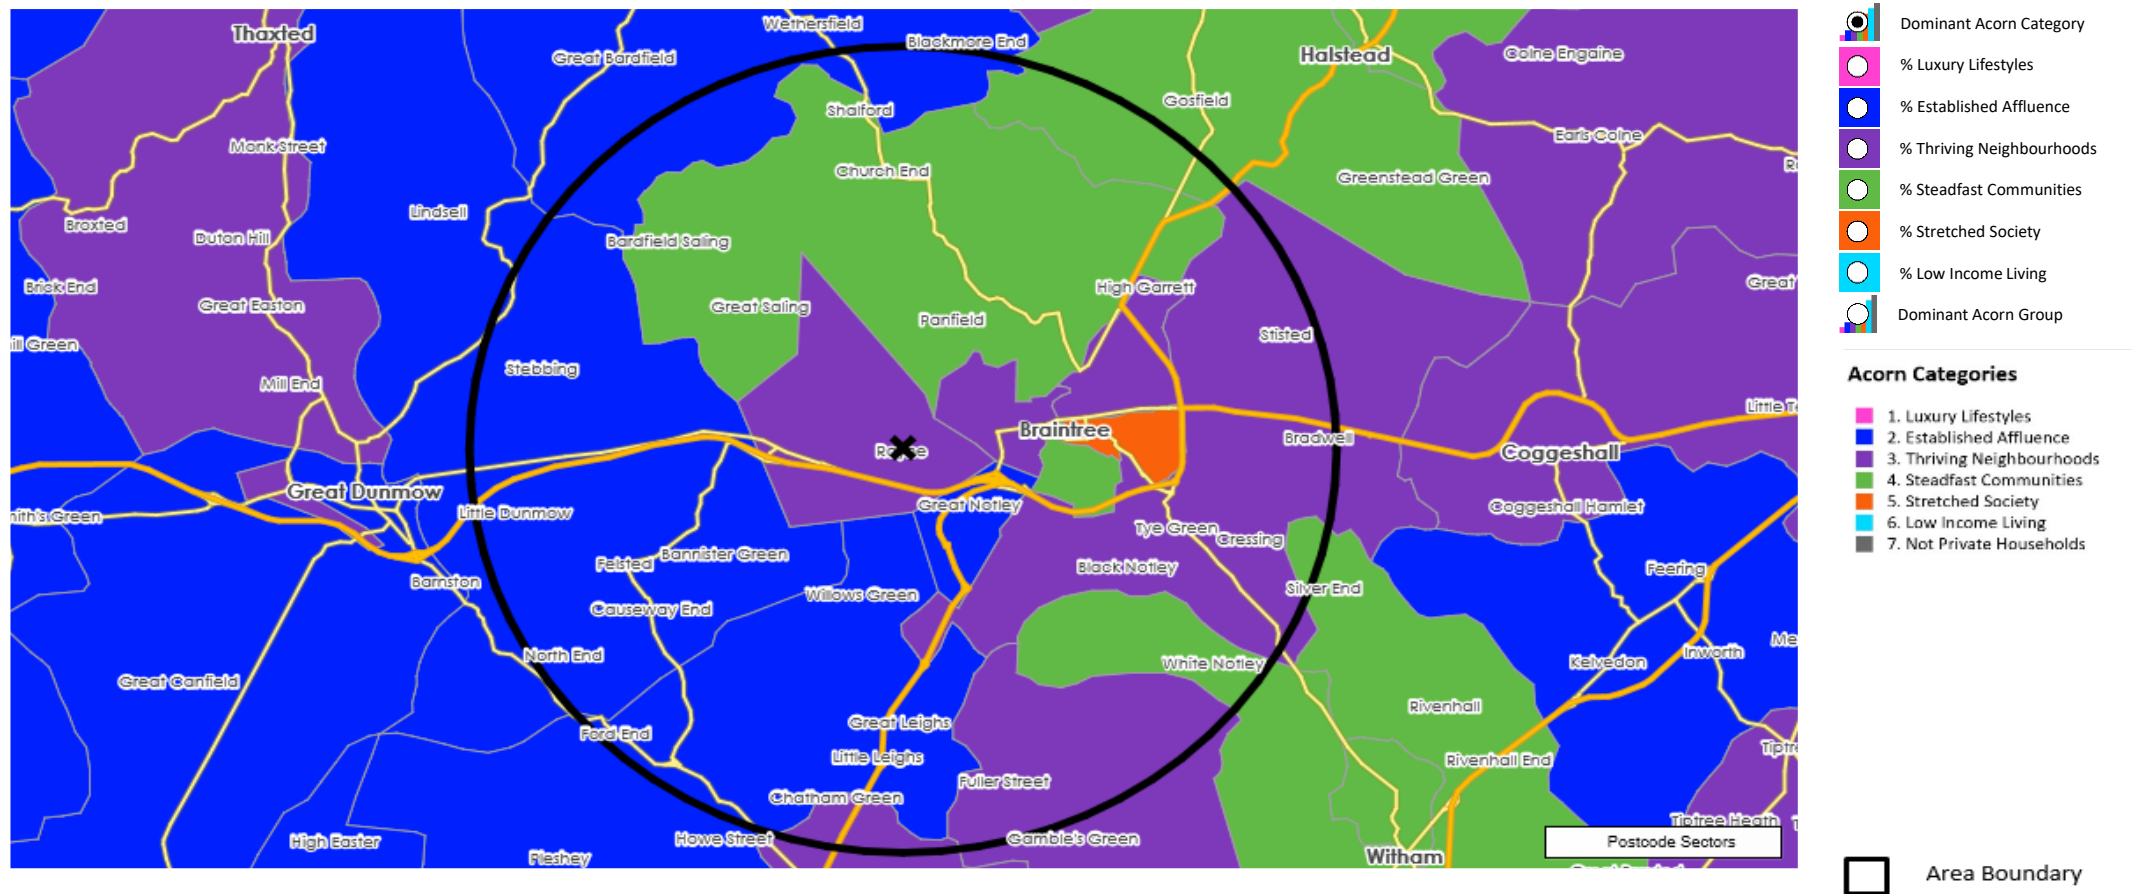 Thaxted
Wethersfield
Blackmore End
Great Bardfield
Halstead
Colne Engaine
Shalford
Gosfield
Monk Street
Earls Colne
Church End
Greenstead Green
Lindsell
Broxted
Duton Hill
Bardfield Saling
Brick End
Great Easton
Great Saling
High Garrett
Great
Panfield
Stisted
ill Green
Stebbing
Mill End
Little Te
Braintree
Bradwell
Coggeshall
Great Dunmow
Little Dunmow
Great Notley
Coggeshall Hamlet
nith's Green
Tye Green
Cressing
Bannister Green
Felsted
Black Notley
Feering
Barnston
Willows Green
Silver End
Causeway End
Me
North End
White Notley
Kelvedon
Inworth
Great Canfield
Rivenhall
Great Leighs
Ford End
Little Leighs
Rivenhall End
Tiptre
Fuller Street
Chatham Green
Tiptree Heath
High Easter
Howe Street
Gamble's Green
Pleshey
Witham
Postcode Sectors
Dominant Acorn Category
% Luxury Lifestyles
% Established Affluence
% Thriving Neighbourhoods
% Steadfast Communities
% Stretched Society
% Low Income Living
Dominant Acorn Group
Acorn Categories
1. Luxury Lifestyles
2. Established Affluence
3. Thriving Neighbourhoods
4. Steadfast Communities
5. Stretched Society
6. Low Income Living
7. Not Private Households
Area Boundary